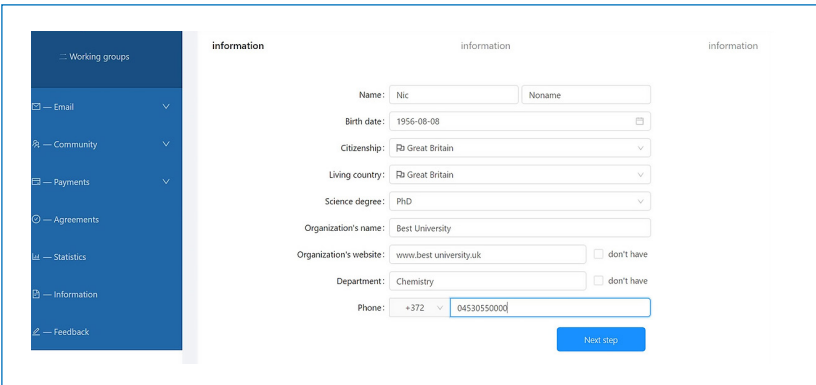 Working groups
— Email
— Community
— Payments
— Agreements
— Statistics
— Information
— Feedback
information information information
Name: Nic Noname
Birth date: 1956-08-08
Citizenship: Great Britain
Living country: Great Britain
Science degree: PhD
Organization's name: Best University
Organization's website: www.best university.uk don't have
Department: Chemistry don't have
Phone: +372 04530550000
Next step